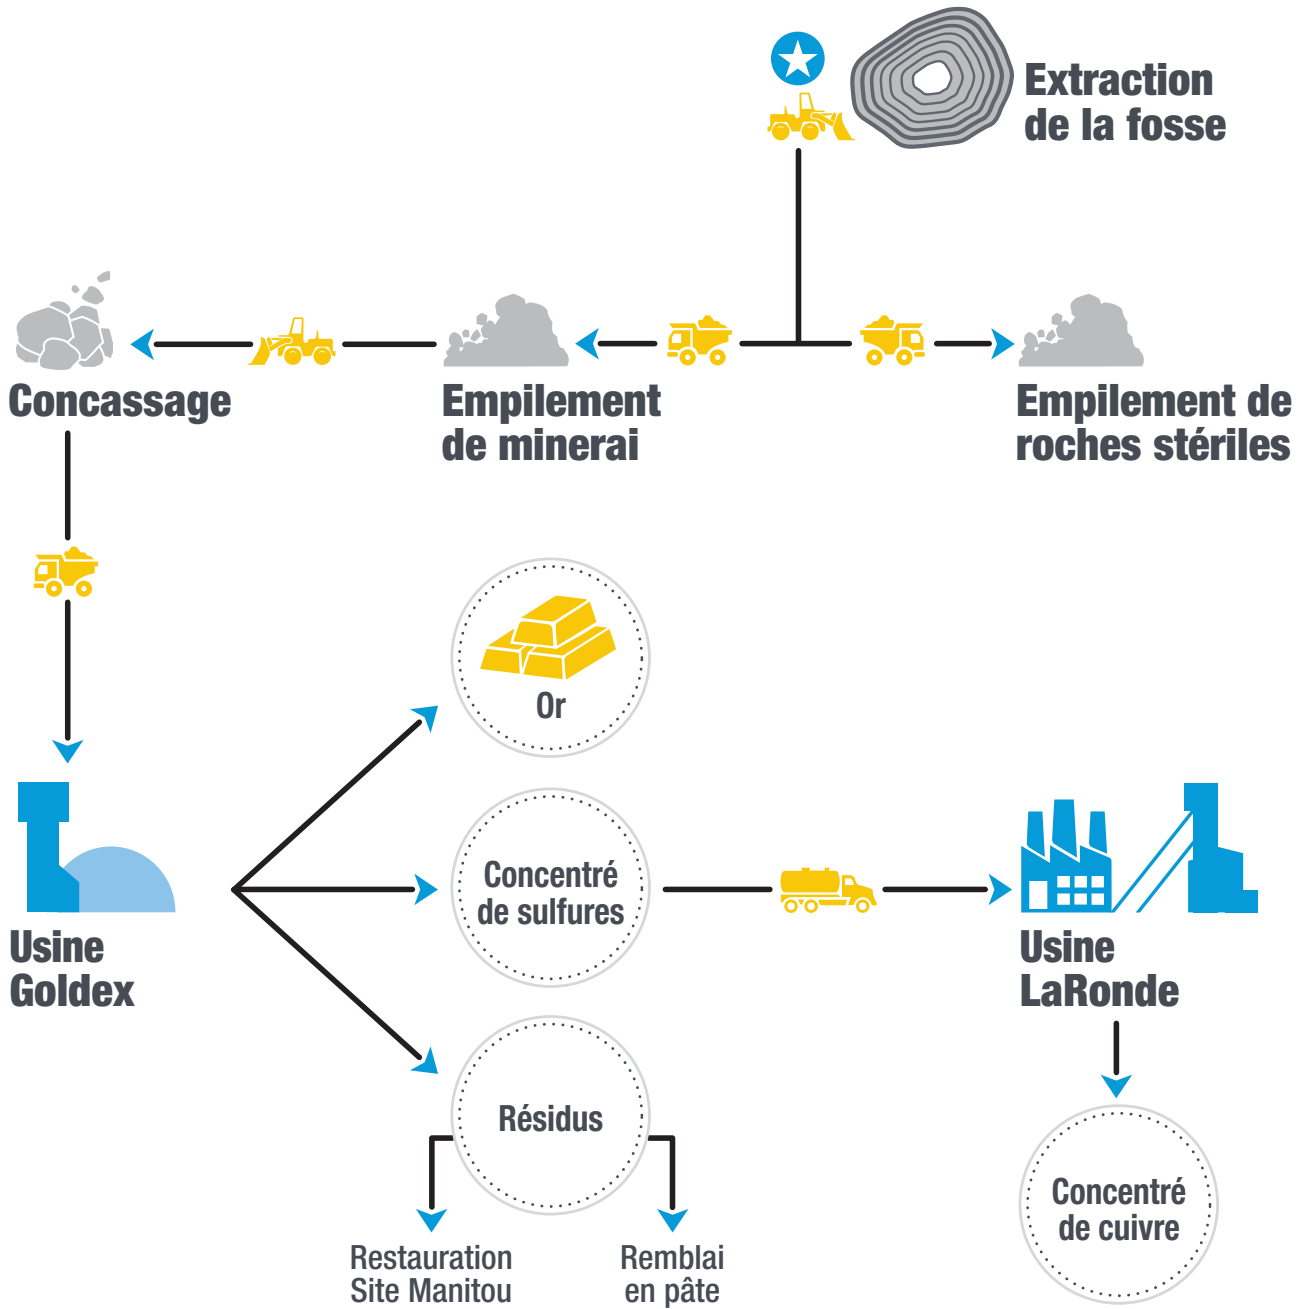 Extraction
de la fosse
Concassage
Empilement
de minerai
Empilement de
roches stériles
Or
Usine
Goldex
Concentré
de sulfures
Usine
LaRonde
Résidus
Restauration
Site Manitou
Remblai
en pâte
Concentré
de cuivre